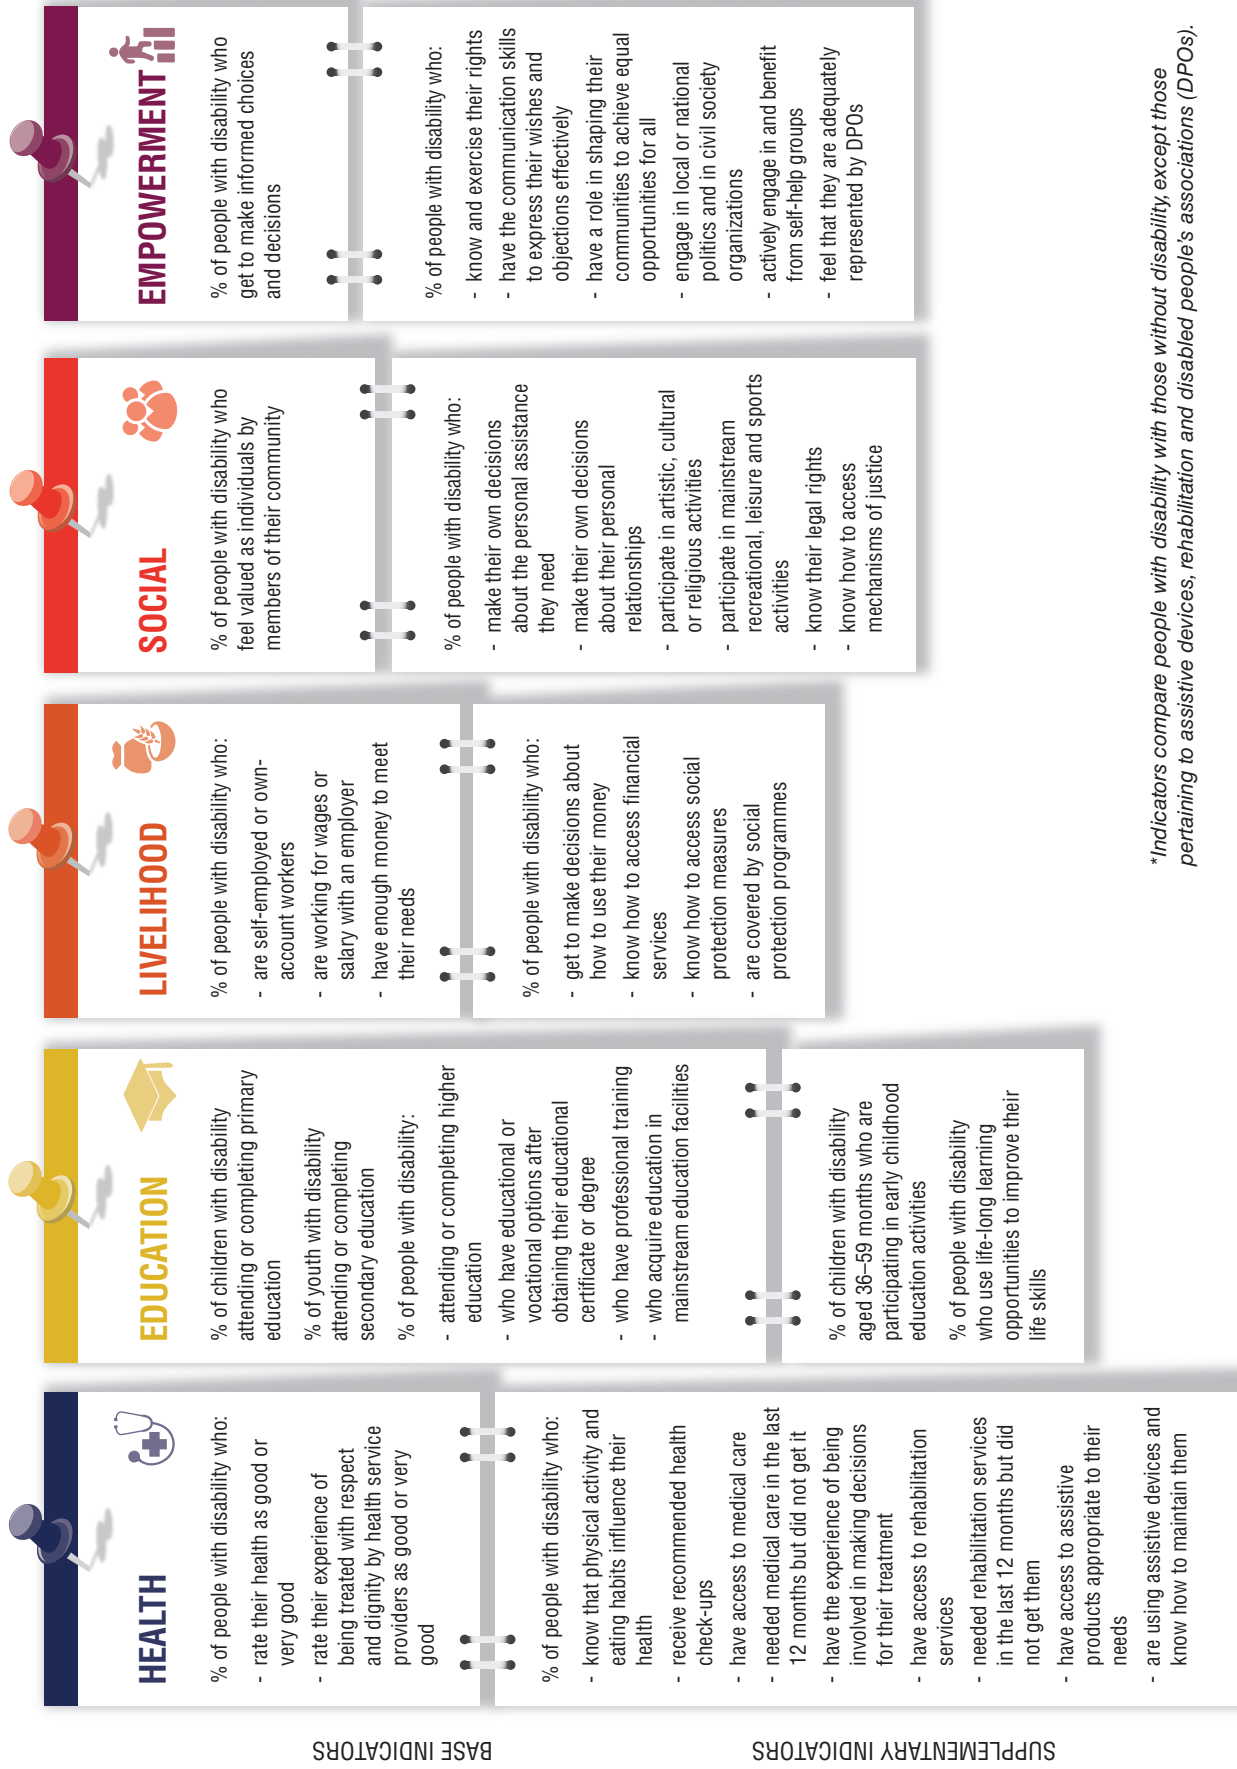 HEALTH
% of people with disability who:
- rate their health as good or
very good
- rate their experience of
being treated with respect
and dignity by health service
providers as good or very
good
% of people with disability who:
- know that physical activity and
eating habits influence their
health
- receive recommended health
check-ups
- have access to medical care
- needed medical care in the last
12 months but did not get it
- have the experience of being
involved in making decisions
for their treatment
- have access to rehabilitation
services
- needed rehabilitation services
in the last 12 months but did
not get them
- have access to assistive
products appropriate to their
needs
- are using assistive devices and
know how to maintain them
EDUCATION
% of children with disability
attending or completing primary
education
% of youth with disability
attending or completing
secondary education
% of people with disability:
- attending or completing higher
education
- who have educational or
vocational options after
obtaining their educational
certificate or degree
- who have professional training
- who acquire education in
mainstream education facilities
% of children with disability
aged 36–59 months who are
participating in early childhood
education activities
% of people with disability
who use life-long learning
opportunities to improve their
life skills
LIVELIHOOD
% of people with disability who:
- are self-employed or own-
account workers
- are working for wages or
salary with an employer
- have enough money to meet
their needs
% of people with disability who:
- get to make decisions about
how to use their money
- know how to access financial
services
- know how to access social
protection measures
- are covered by social
protection programmes
SOCIAL
% of people with disability who
feel valued as individuals by
members of their community
% of people with disability who:
- make their own decisions
about the personal assistance
they need
- make their own decisions
about their personal
relationships
- participate in artistic, cultural
or religious activities
- participate in mainstream
recreational, leisure and sports
activities
- know their legal rights
- know how to access
mechanisms of justice
EMPOWERMENT
% of people with disability who
get to make informed choices
and decisions
% of people with disability who:
- know and exercise their rights
- have the communication skills
to express their wishes and
objections effectively
- have a role in shaping their
communities to achieve equal
opportunities for all
- engage in local or national
politics and in civil society
organizations
- actively engage in and benefit
from self-help groups
- feel that they are adequately
represented by DPOs
BASE INDICATORS
SUPPLEMENTARY INDICATORS
*Indicators compare people with disability with those without disability, except those
pertaining to assistive devices, rehabilitation and disabled people's associations (DPOs).